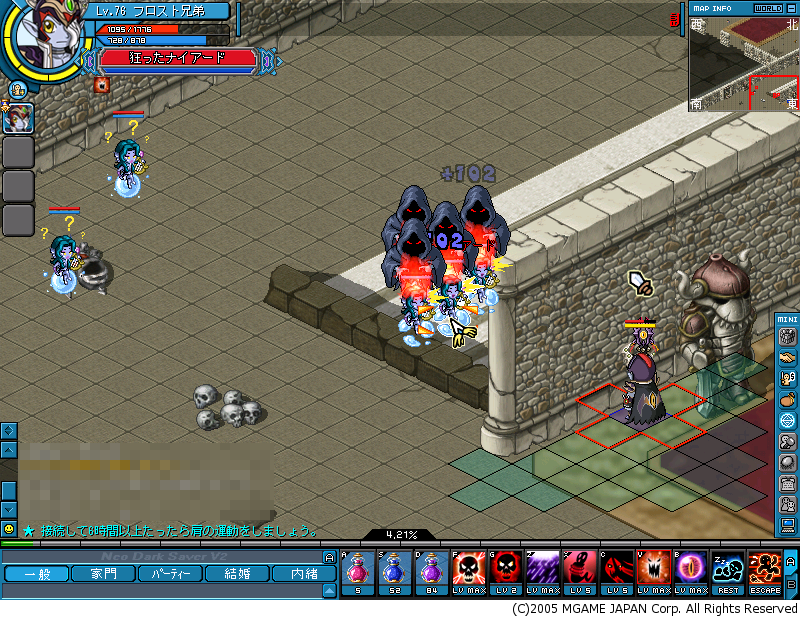 Lv.78 フロスト兄弟
1095/1776
728/878
狂ったナイアード
MAP INFO WORLD
西 北
南 東
+102
102
MINI
★ 接続して6時間以上たったら肩の運動をしましょう。
4,21%
Neo Dark Saver V2
A
一般 家門 パーティー 結婚 内緒
A S D F G Z X C V B
5 52 84 LV MAX LV 2 LV MAX LV 5 LV 5 LV MAX LV MAX REST ESCAPE
A
B
(C)2005 MGAME JAPAN Corp. All Rights Reserved